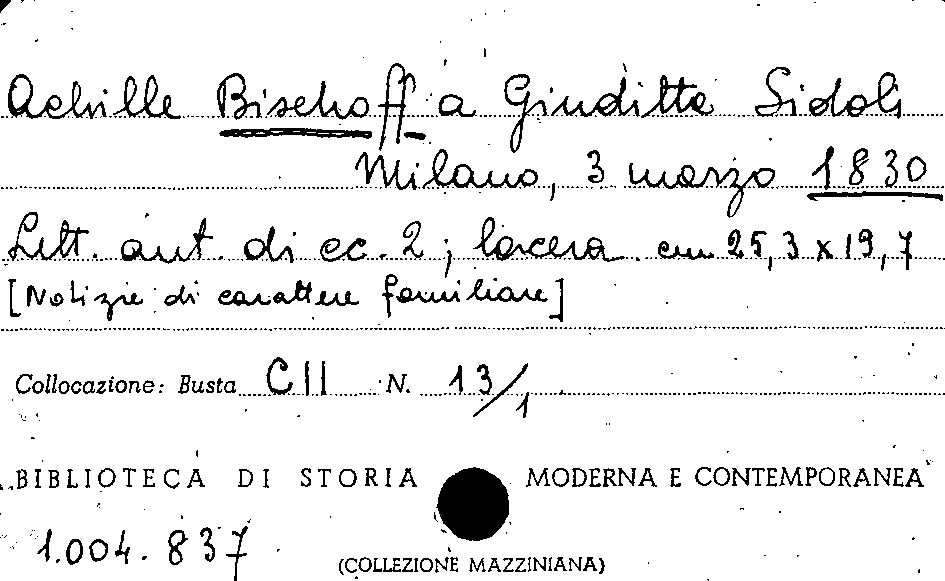 Achille Bischoff a Giuditta Sidoli
Milano, 3 marzo 1830
Lett. aut. di cc. 2; lacera cm 25,3 x 19,7
[Notizie di carattere familiare]
Collocazione: Busta CII N. 13/1
BIBLIOTECA DI STORIA MODERNA E CONTEMPORANEA
1.004.837
(COLLEZIONE MAZZINIANA)